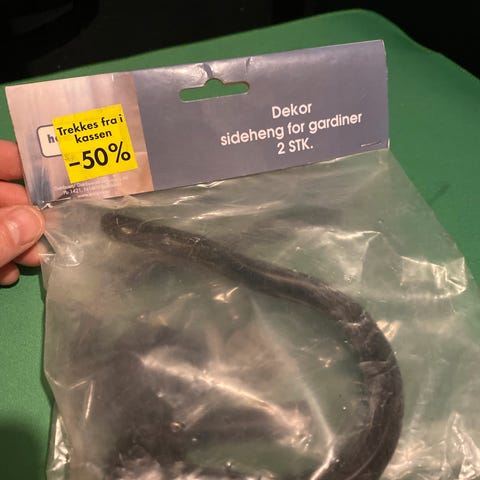 Dekor
sideheng for gardiner
2 STK.
Trekkes fra i
kassen
-50%